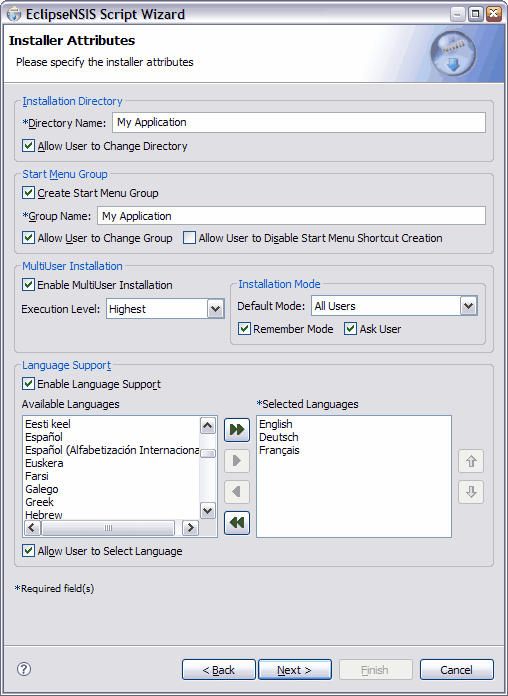 EclipseNSIS Script Wizard
Installer Attributes
Please specify the installer attributes
Installation Directory
*Directory Name: My Application
Allow User to Change Directory
Start Menu Group
Create Start Menu Group
*Group Name: My Application
Allow User to Change Group Allow User to Disable Start Menu Shortcut Creation
MultiUser Installation
Enable MultiUser Installation
Execution Level: Highest
Installation Mode
Default Mode: All Users
Remember Mode Ask User
Language Support
Enable Language Support
Available Languages
Eesti keel
Español
Español (Alfabetización Internaciona
Euskera
Farsi
Galego
Greek
Hebrew
*Selected Languages
English
Deutsch
Français
Allow User to Select Language
*Required field(s)
? < Back Next > Finish Cancel